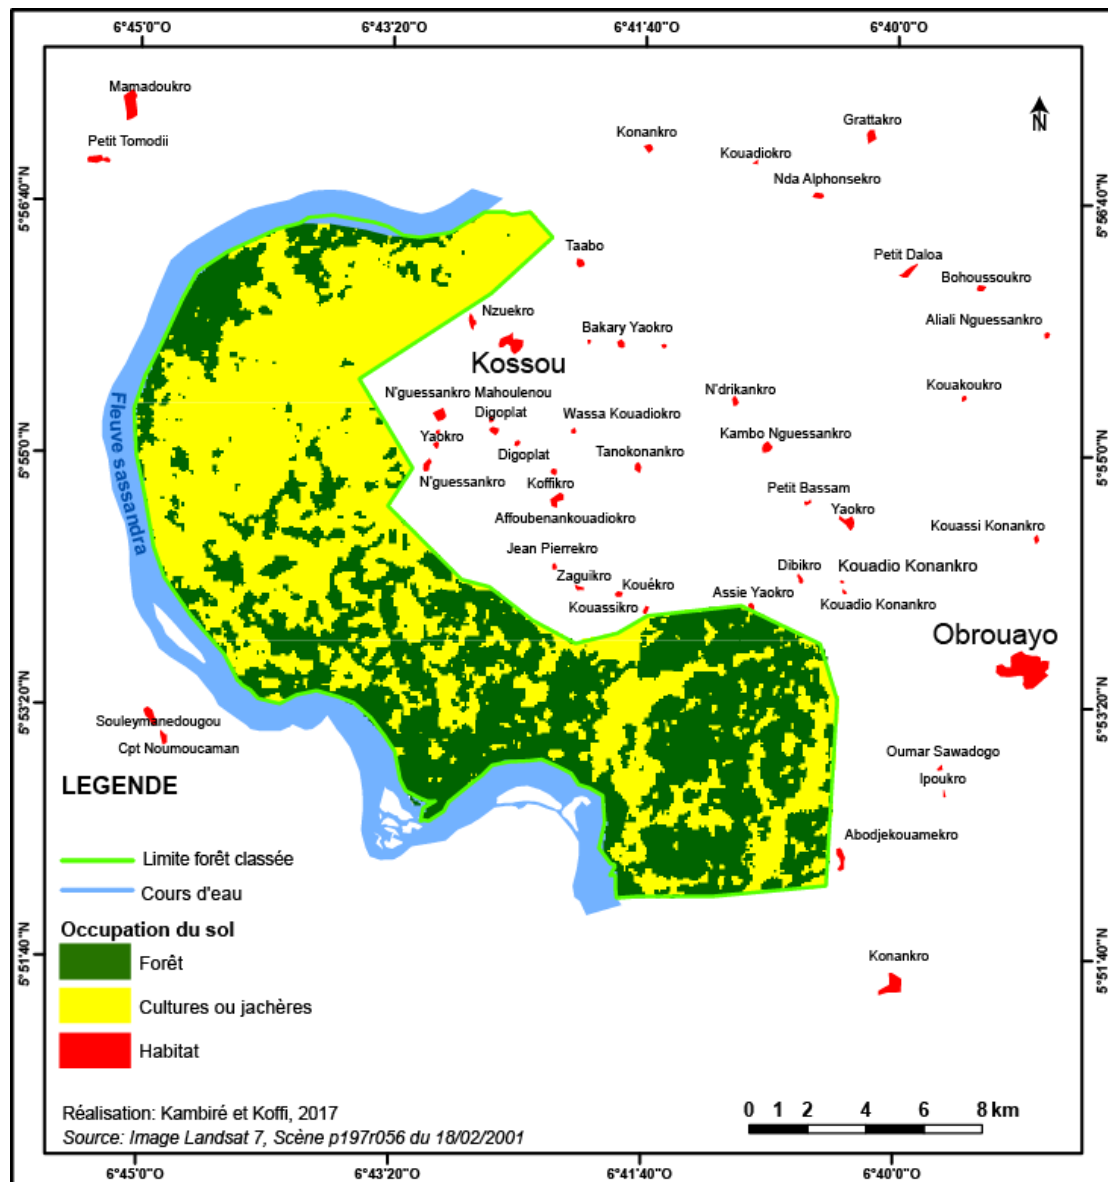 6°45'0"O
6°43'20"O
6°41'40"O
6°40'0"O
Mamadoukro
Petit Tomodii
Konankro
Kouadiokro
Grattakro
Nda Alphonsekro
N
5°56'40"N
5°56'40"N
Taabo
Petit Daloa
Bohoussoukro
Nzuekro
Bakary Yaokro
Aliali Nguessankro
Kossou
N'guessankro
Mahoulenou
Digoplat
Wassa Kouadiokro
N'drikankro
Kouakoukro
Fleuve sassandra
Yaokro
Digoplat
Tanokonankro
Kambo Nguessankro
5°55'0"N
5°55'0"N
N'guessankro
Koffikro
Petit Bassam
Affoubenankouadiokro
Yaokro
Kouassi Konankro
Jean Pierrekro
Zaguikro
Kouékro
Dibikro
Kouadio Konankro
Kouassikro
Assie Yaokro
Kouadio Konankro
Obrouayo
5°53'20"N
5°53'20"N
Souleymanedougou
Cpt Noumoucaman
Oumar Sawadogo
Ipoukro
Abodjekouamekro
Konankro
5°51'40"N
5°51'40"N
LEGENDE
Limite forêt classée
Cours d'eau
Occupation du sol
Forêt
Cultures ou jachères
Habitat
Réalisation: Kambiré et Koffi, 2017
Source: Image Landsat 7, Scène p197r056 du 18/02/2001
0 1 2 4 6 8 km
6°45'0"O
6°43'20"O
6°41'40"O
6°40'0"O